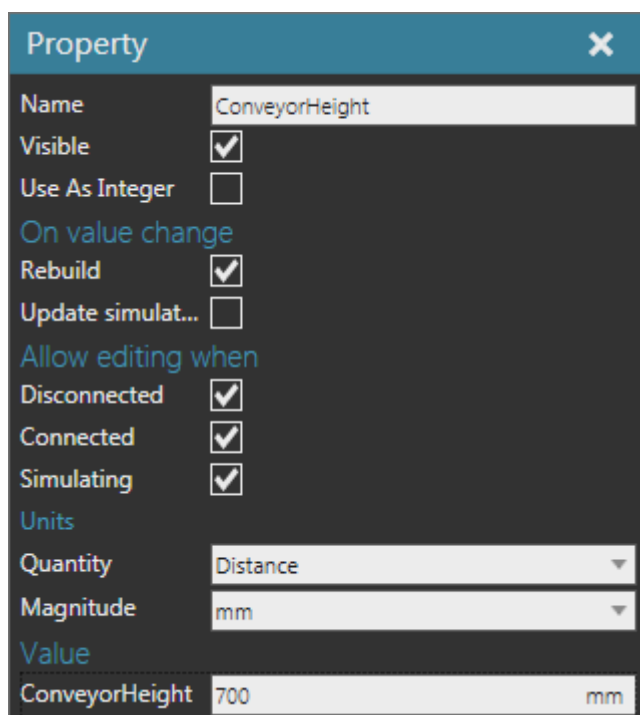 Property
Name ConveyorHeight
Visible
Use As Integer
On value change
Rebuild
Update simulat...
Allow editing when
Disconnected
Connected
Simulating
Units
Quantity Distance
Magnitude mm
Value
ConveyorHeight 700 mm